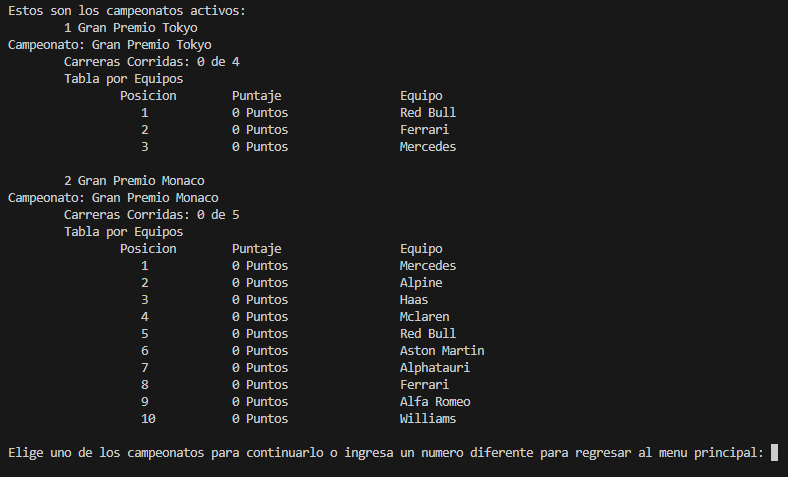 Estos son los campeonatos activos:
1 Gran Premio Tokyo
Campeonato: Gran Premio Tokyo
Carreras Corridas: 0 de 4
Tabla por Equipos
Posicion Puntaje Equipo
1 0 Puntos Red Bull
2 0 Puntos Ferrari
3 0 Puntos Mercedes
2 Gran Premio Monaco
Campeonato: Gran Premio Monaco
Carreras Corridas: 0 de 5
Tabla por Equipos
Posicion Puntaje Equipo
1 0 Puntos Mercedes
2 0 Puntos Alpine
3 0 Puntos Haas
4 0 Puntos Mclaren
5 0 Puntos Red Bull
6 0 Puntos Aston Martin
7 0 Puntos Alphatauri
8 0 Puntos Ferrari
9 0 Puntos Alfa Romeo
10 0 Puntos Williams
Elige uno de los campeonatos para continuarlo o ingresa un numero diferente para regresar al menu principal: